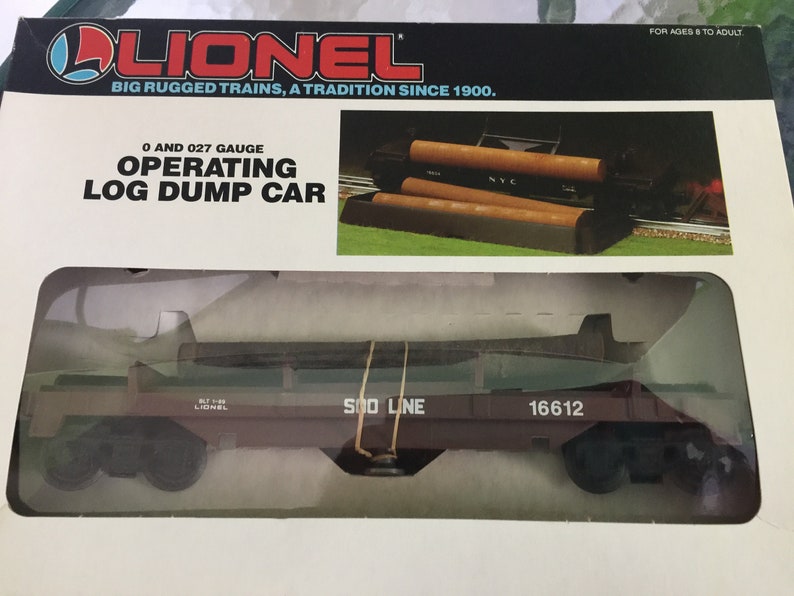 FOR AGES 8 TO ADULT.
LIONEL®
BIG RUGGED TRAINS, A TRADITION SINCE 1900.
0 AND 027 GAUGE
OPERATING
LOG DUMP CAR
NYC
BLT 1-89
LIONEL
SOO LINE
16612